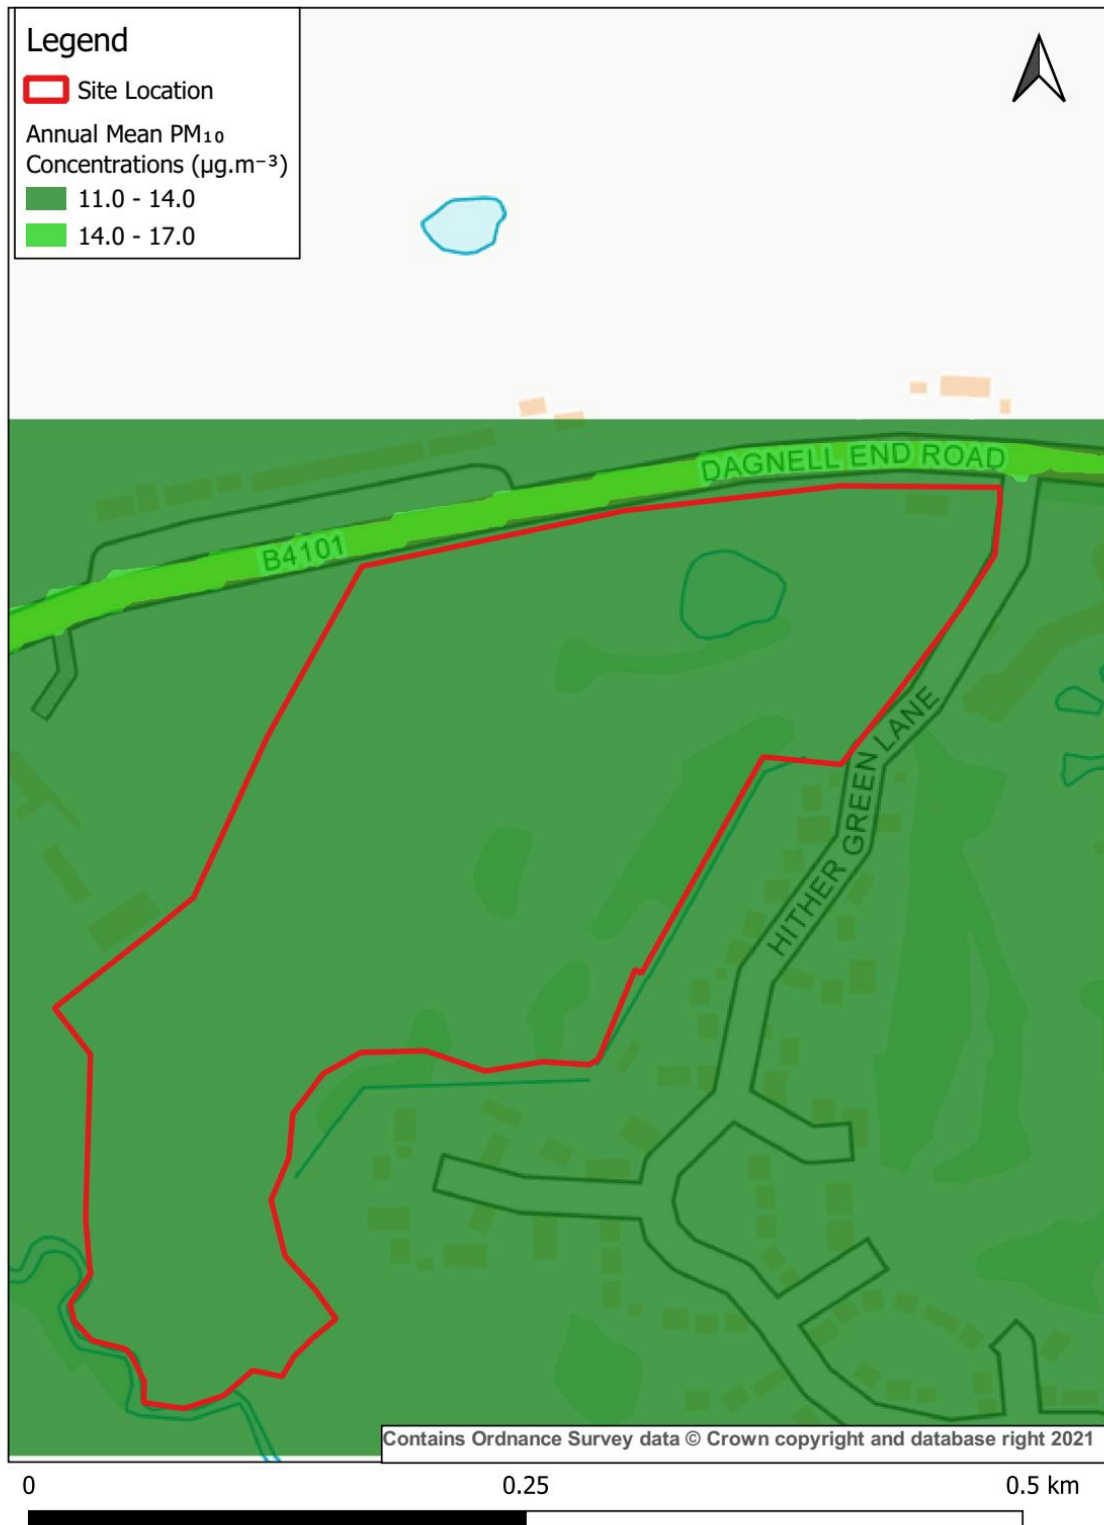 Legend
Site Location
Annual Mean PM₁₀
Concentrations (µg.m⁻³)
11.0 - 14.0
14.0 - 17.0
DAGNELL END ROAD
B4101
HITHER GREEN LANE
Contains Ordnance Survey data © Crown copyright and database right 2021
0 0.25 0.5 km